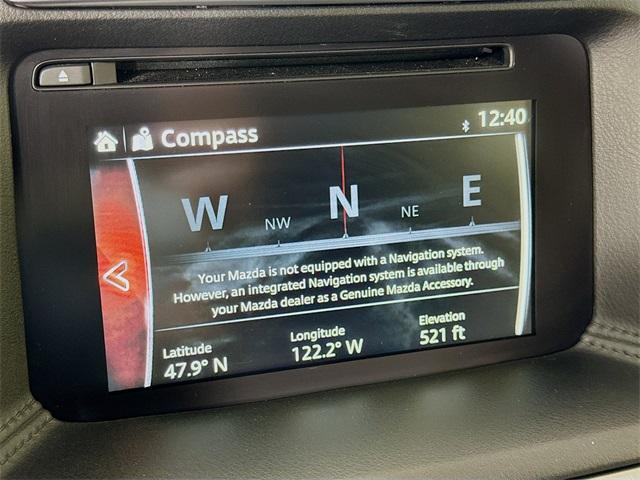 Compass
12:40
W NW N NE E
Your Mazda is not equipped with a Navigation system.
However, an integrated Navigation system is available through
your Mazda dealer as a Genuine Mazda Accessory.
Latitude Longitude Elevation
47.9° N 122.2° W 521 ft